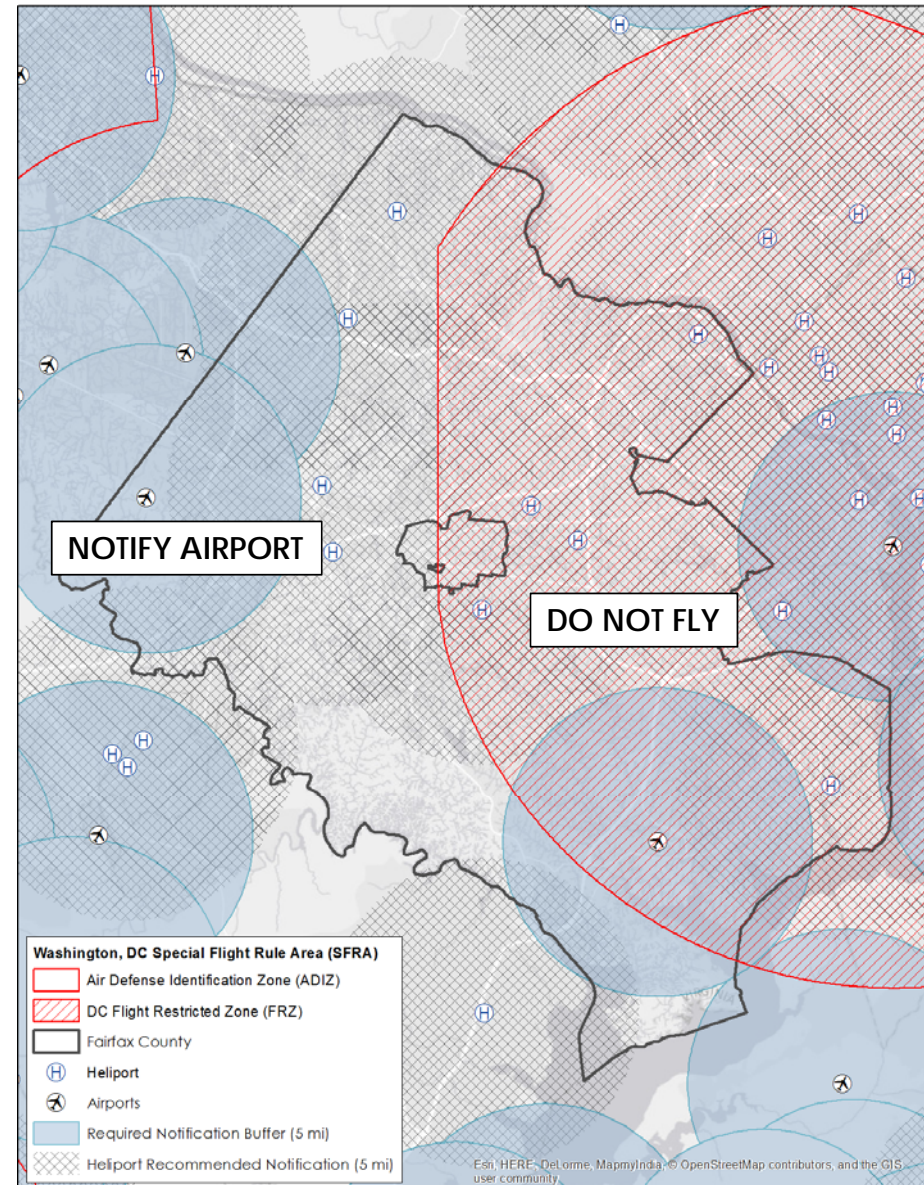 NOTIFY AIRPORT
DO NOT FLY
Washington, DC Special Flight Rule Area (SFRA)
Air Defense Identification Zone (ADIZ)
DC Flight Restricted Zone (FRZ)
Fairfax County
H Heliport
Airports
Required Notification Buffer (5 mi)
Heliport Recommended Notification (5 mi)
Esri, HERE, DeLorme, MapmyIndia, © OpenStreetMap contributors, and the GIS
user community